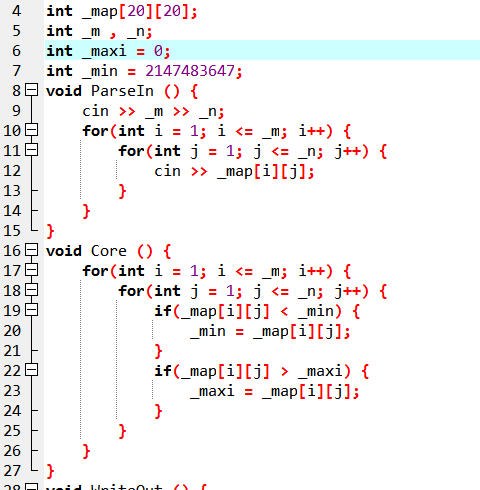 4 int _map[20][20];
5 int _m , _n;
6 int _maxi = 0;
7 int _min = 2147483647;
8 void ParseIn () {
9     cin >> _m >> _n;
10     for(int i = 1; i <= _m; i++) {
11         for(int j = 1; j <= _n; j++) {
12             cin >> _map[i][j];
13         }
14     }
15 }
16 void Core () {
17     for(int i = 1; i <= _m; i++) {
18         for(int j = 1; j <= _n; j++) {
19             if(_map[i][j] < _min) {
20                 _min = _map[i][j];
21             }
22             if(_map[i][j] > _maxi) {
23                 _maxi = _map[i][j];
24             }
25         }
26     }
27 }
28 void WriteOut () {